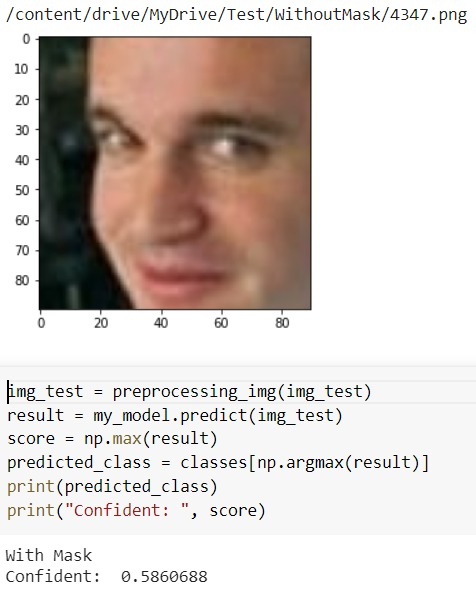 /content/drive/MyDrive/Test/WithoutMask/4347.png
0
10
20
30
40
50
60
70
80
0 20 40 60 80
img_test = preprocessing_img(img_test)
result = my_model.predict(img_test)
score = np.max(result)
predicted_class = classes[np.argmax(result)]
print(predicted_class)
print("Confident: ", score)
With Mask
Confident:  0.5860688